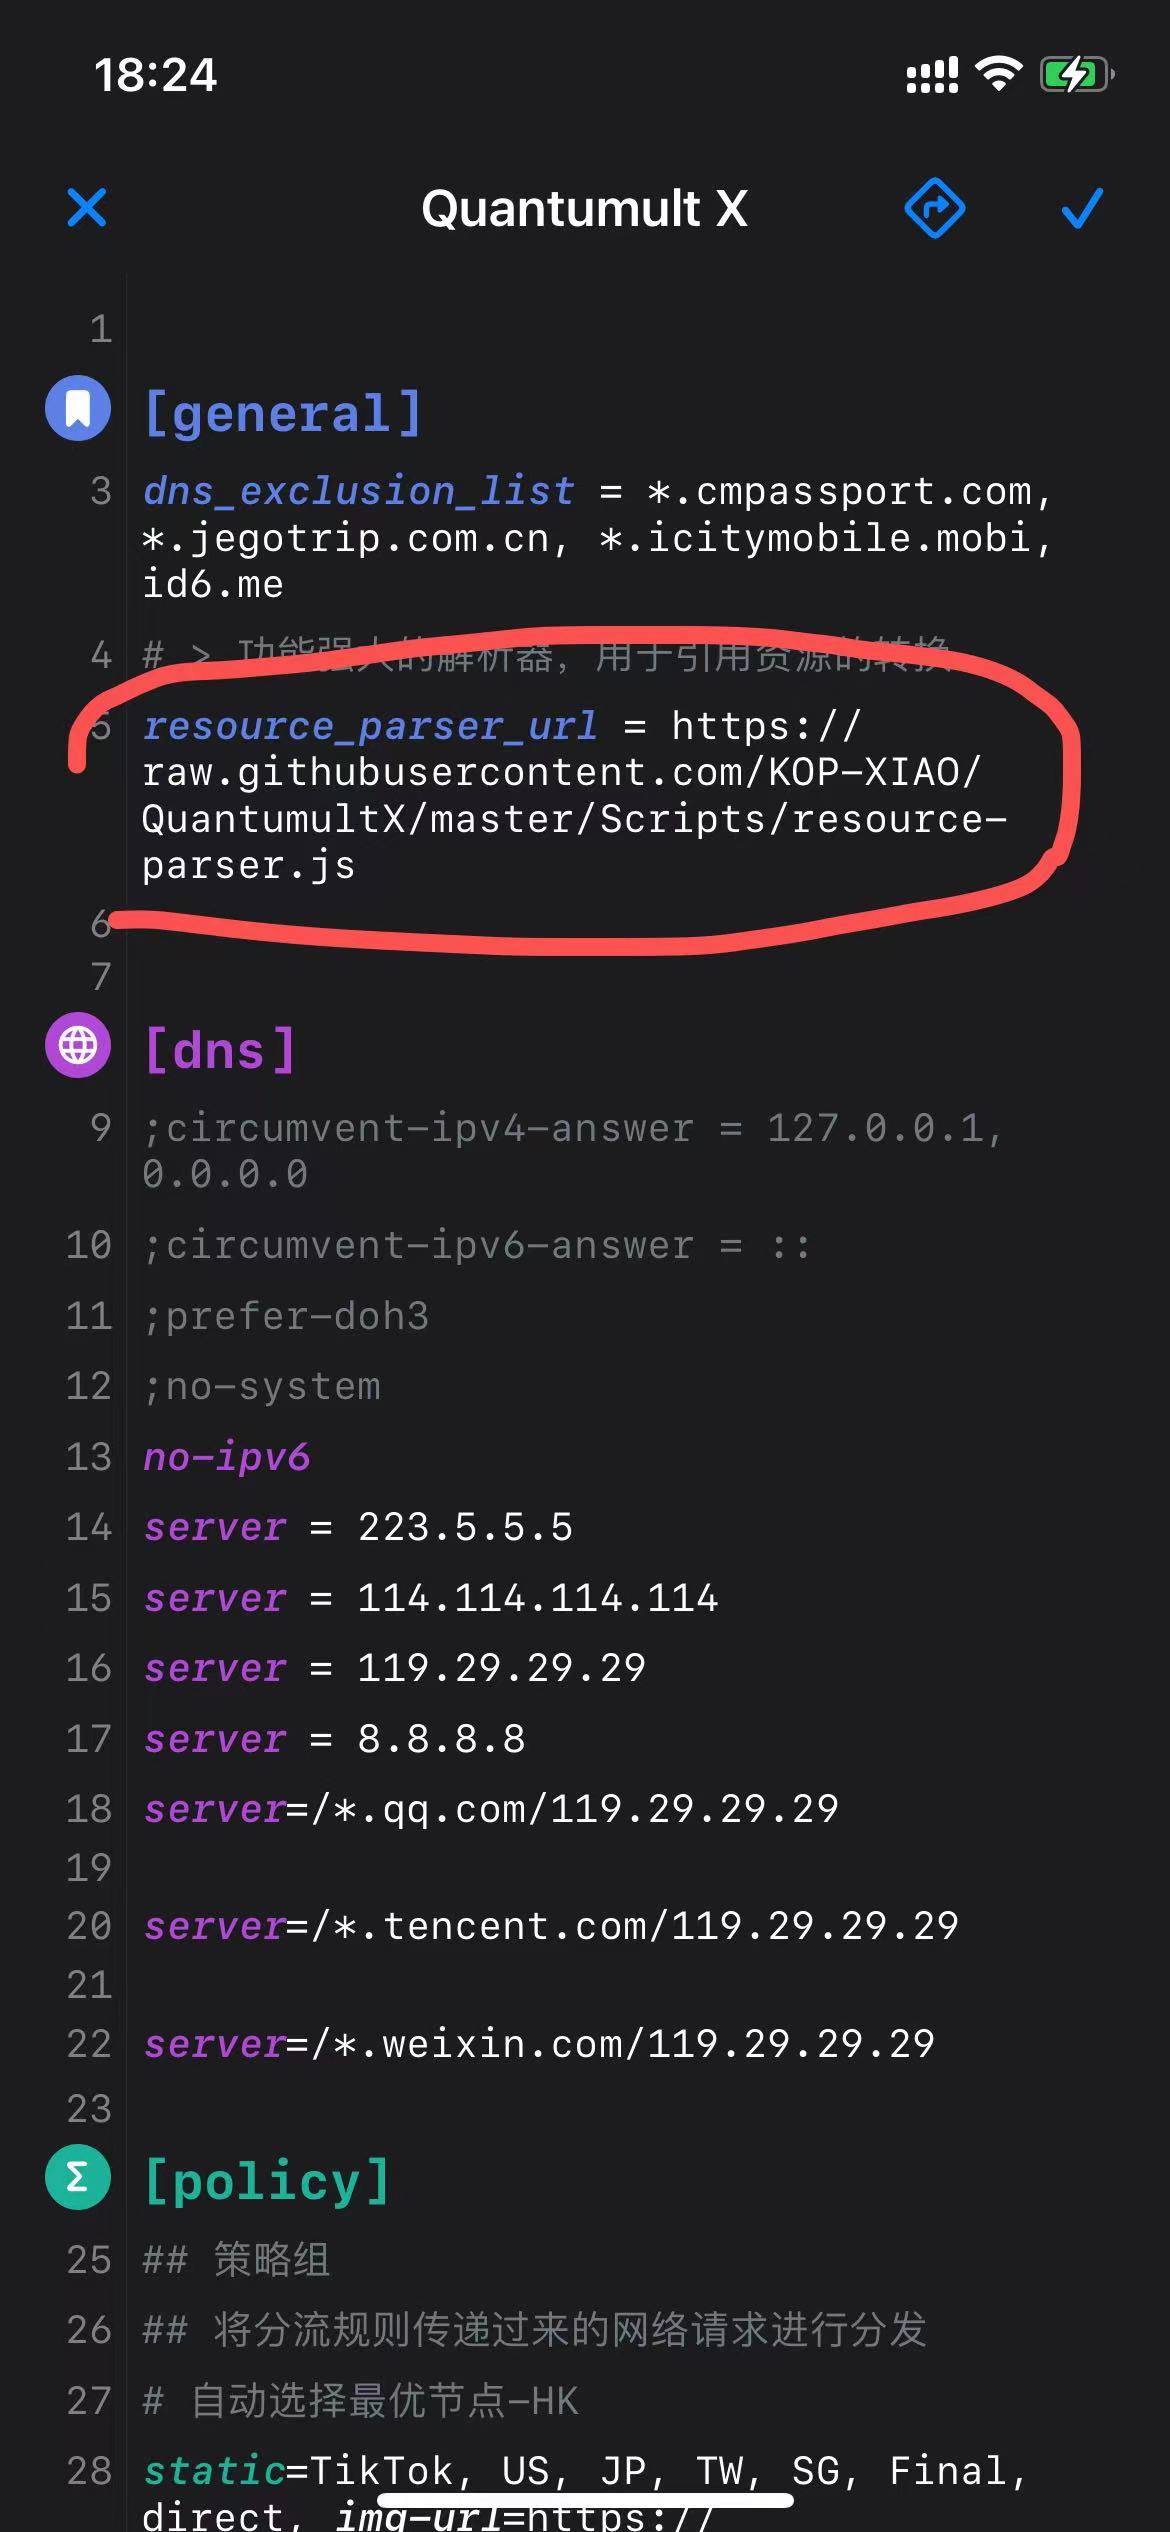 18:24
Quantumult X
1
[general]
3 dns_exclusion_list = *.cmpassport.com,
*.jegotrip.com.cn, *.icitymobile.mobi,
id6.me
4 # > 功能强大的解析器，用于引用资源的转换
5 resource_parser_url = https://
raw.githubusercontent.com/KOP-XIAO/
QuantumultX/master/Scripts/resource-
parser.js
6
7
[dns]
9 ;circumvent-ipv4-answer = 127.0.0.1,
0.0.0.0
10 ;circumvent-ipv6-answer = ::
11 ;prefer-doh3
12 ;no-system
13 no-ipv6
14 server = 223.5.5.5
15 server = 114.114.114.114
16 server = 119.29.29.29
17 server = 8.8.8.8
18 server=/*.qq.com/119.29.29.29
19
20 server=/*.tencent.com/119.29.29.29
21
22 server=/*.weixin.com/119.29.29.29
23
[policy]
25 ## 策略组
26 ## 将分流规则传递过来的网络请求进行分发
27 # 自动选择最优节点-HK
28 static=TikTok, US, JP, TW, SG, Final,
direct, img-url=https://